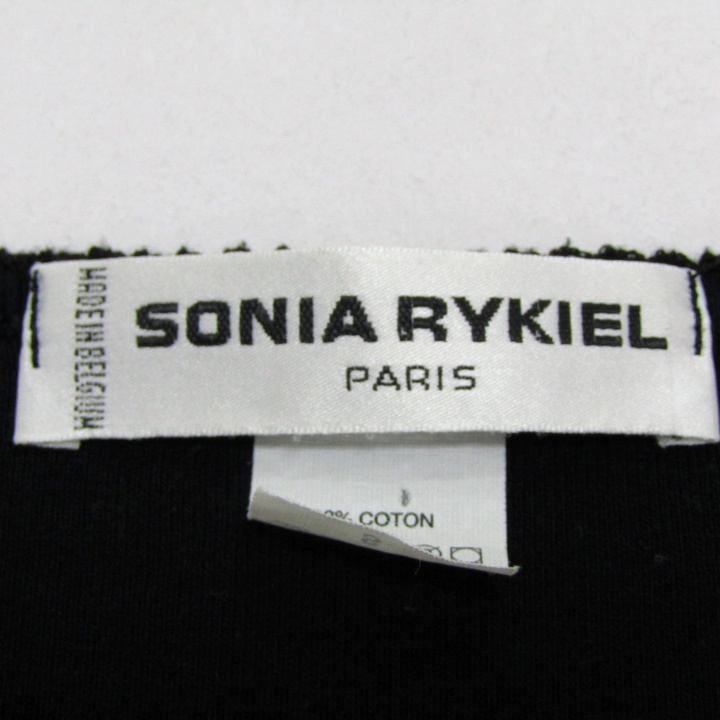 MADE IN BELGIUM
SONIA RYKIEL
PARIS
% COTON